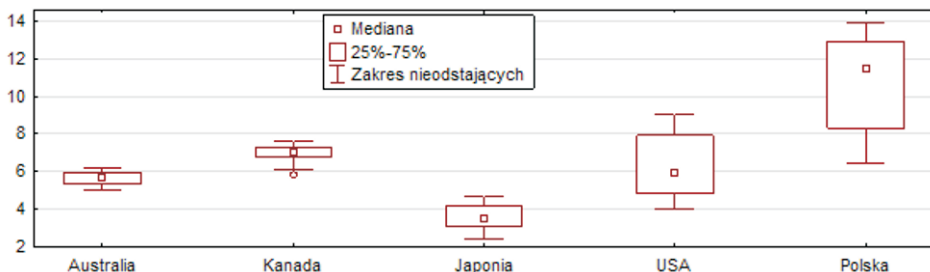 14
12
10
8
6
4
2
Mediana
25%-75%
Zakres nieodstających
Australia Kanada Japonia USA Polska